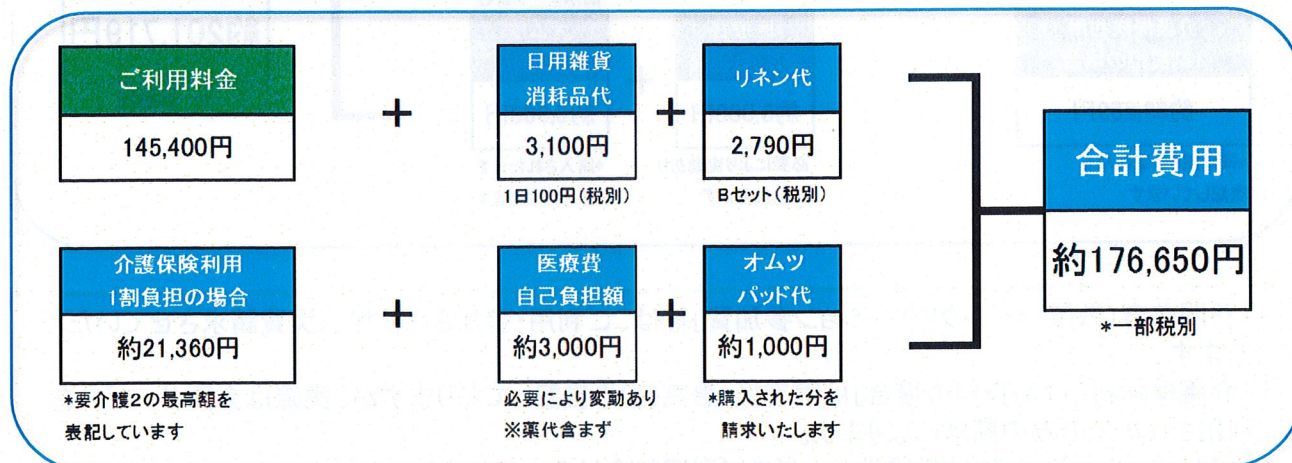 ご利用料金
145,400円
+
日用雑貨
消耗品代
3,100円
1日100円(税別)
+
リネン代
2,790円
Bセット(税別)
介護保険利用
1割負担の場合
約21,360円
*要介護2の最高額を
表記しています
+
医療費
自己負担額
約3,000円
必要により変動あり
※薬代含まず
+
オムツ
パッド代
約1,000円
*購入された分を
請求いたします
合計費用
約176,650円
*一部税別